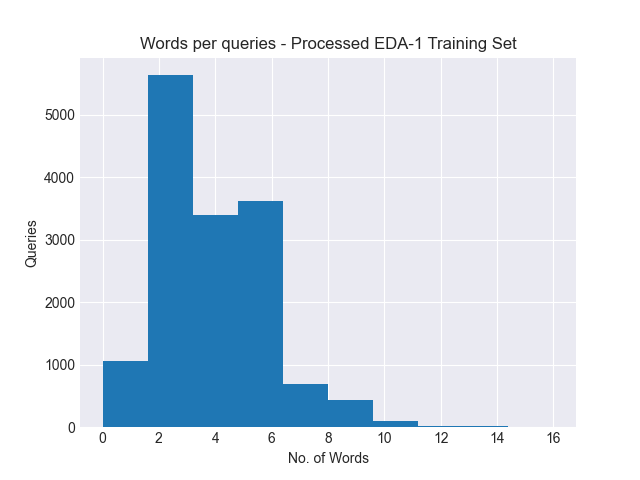 Words per queries - Processed EDA-1 Training Set
5000
4000
3000
2000
1000
0
Queries
0 2 4 6 8 10 12 14 16
No. of Words